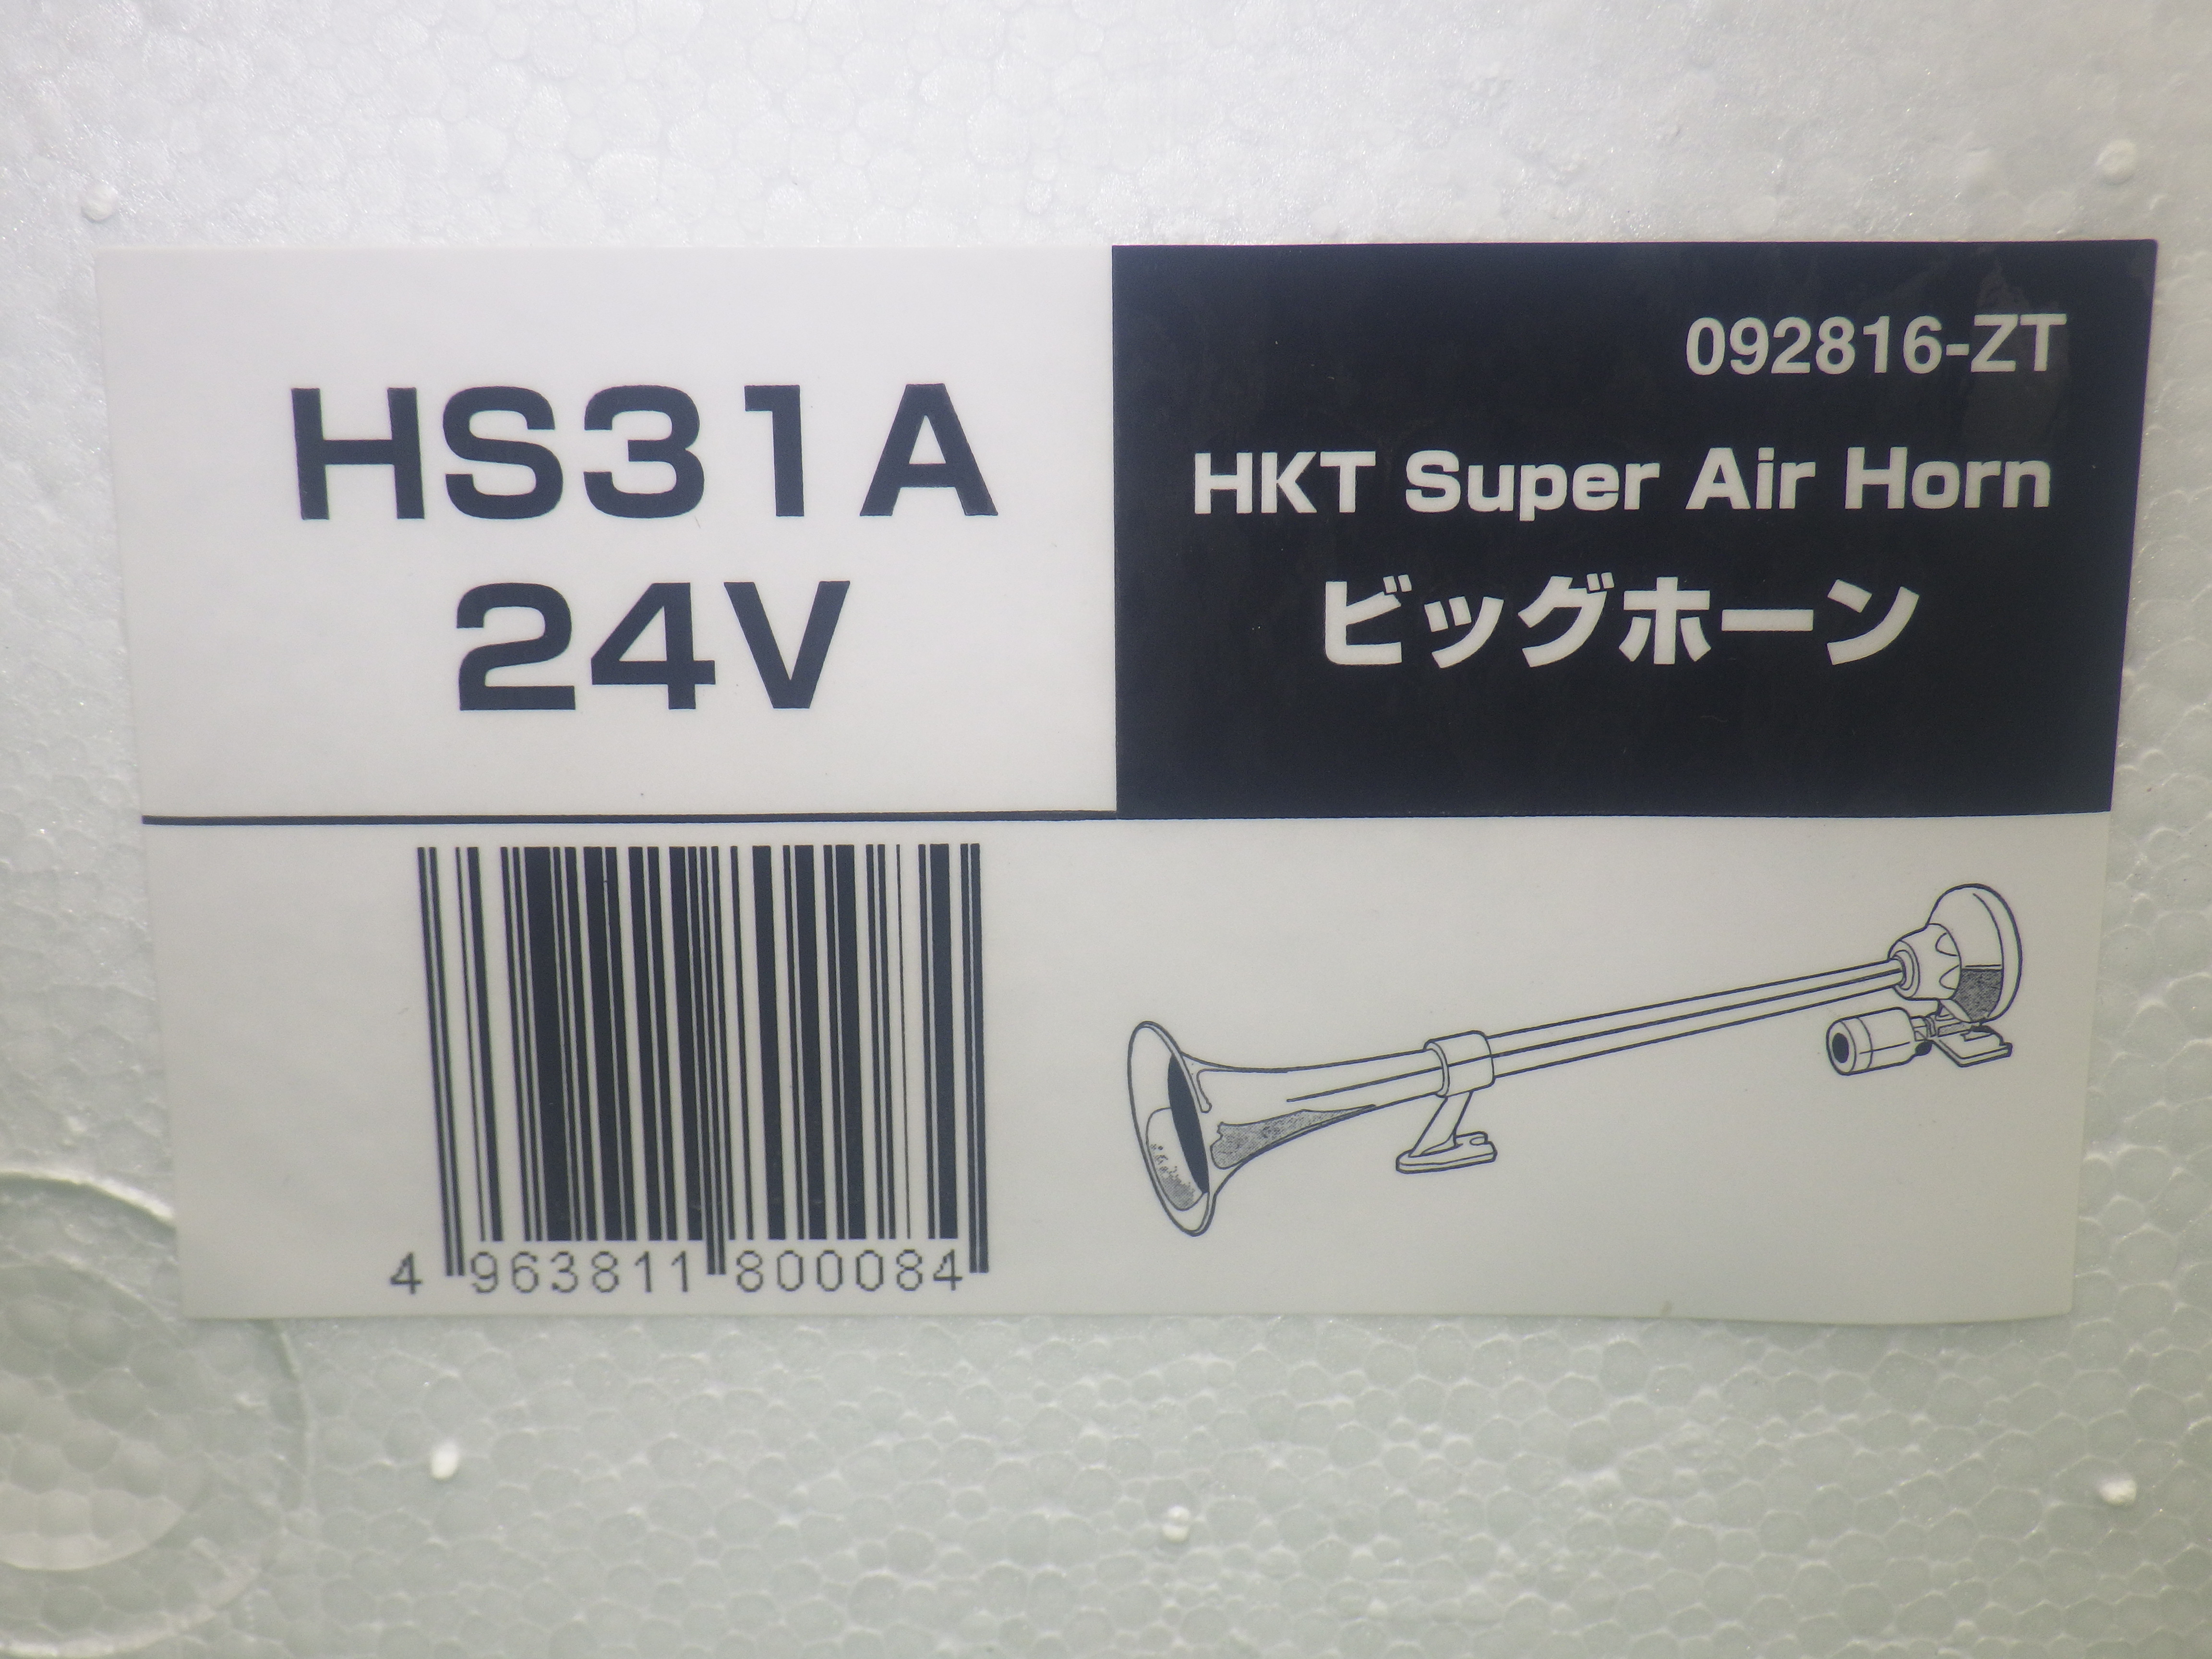 HS31A
24V
092816-ZT
HKT Super Air Horn
ビッグホーン
4 963811 800084